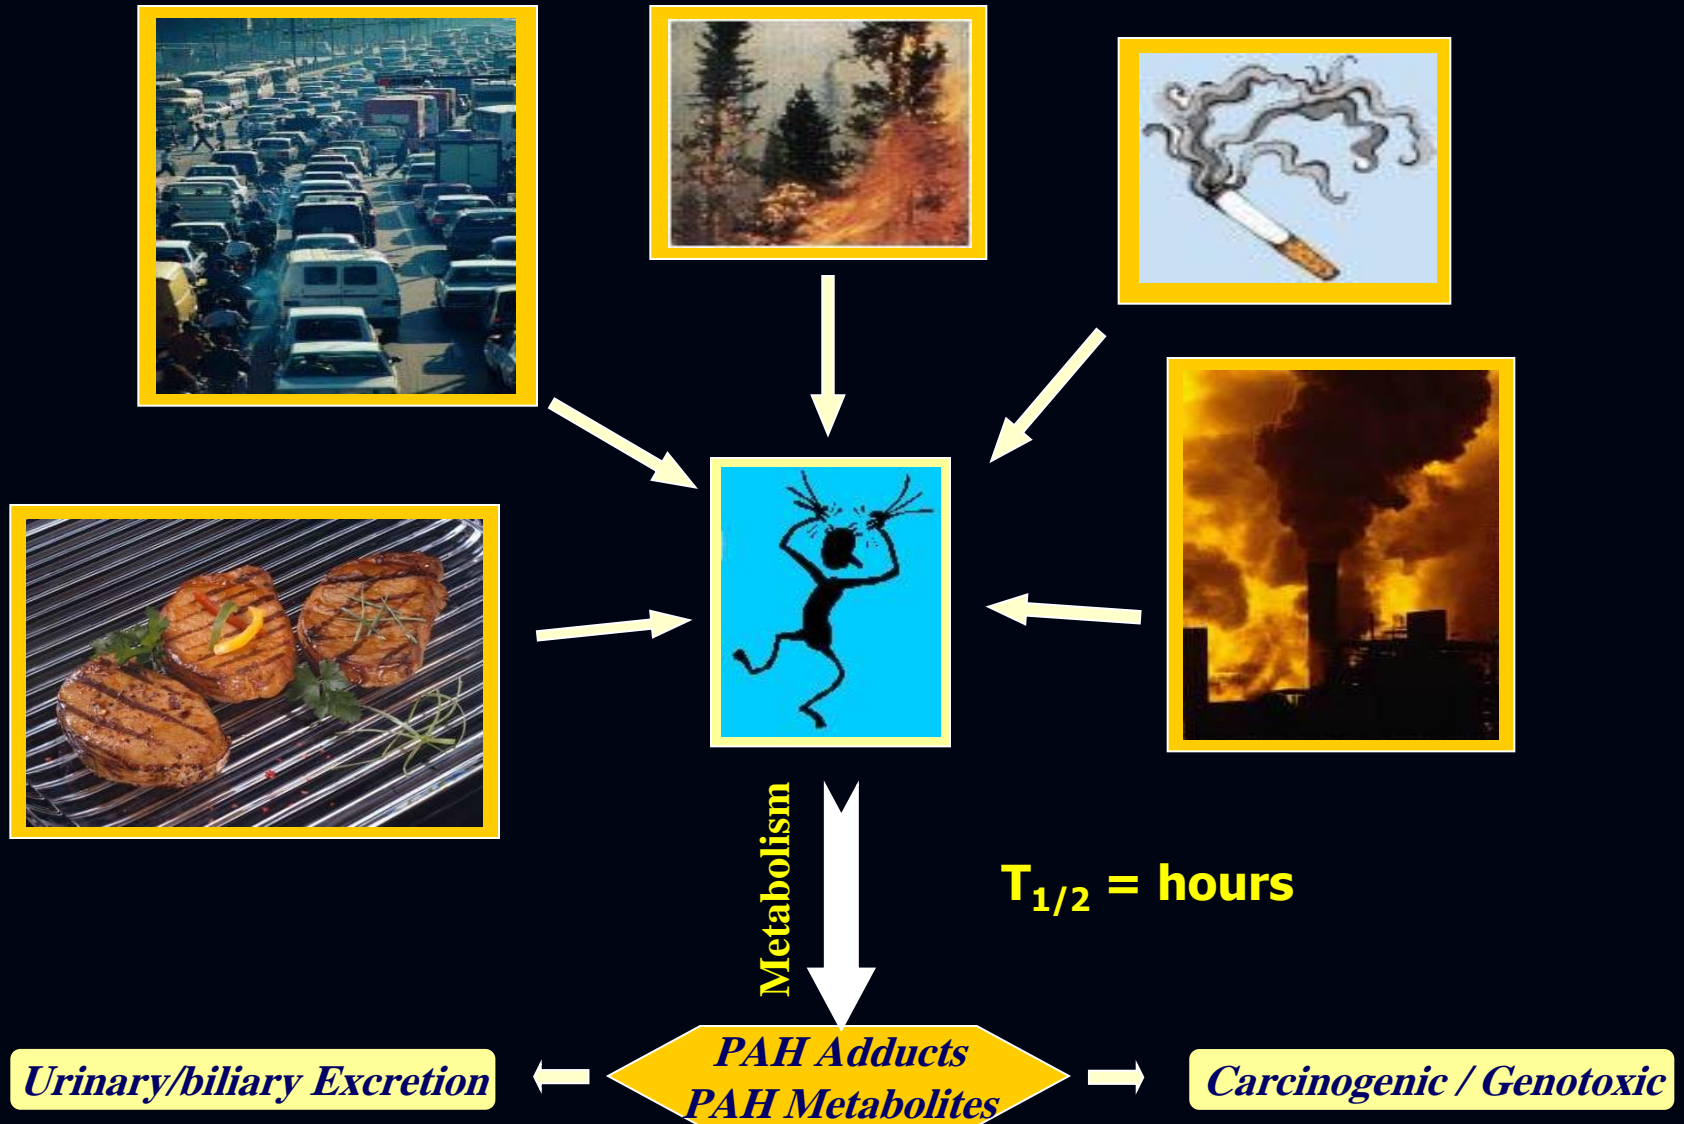 Metabolism
T1/2 = hours
PAH Adducts
PAH Metabolites
Urinary/biliary Excretion
Carcinogenic / Genotoxic